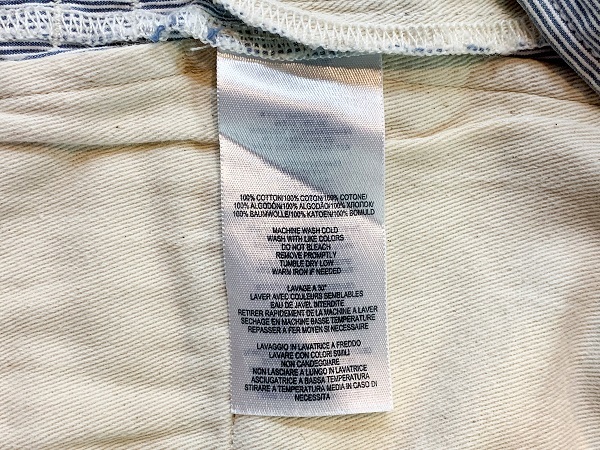 100% COTTON/100% COTON/100% COTONE/
100% ALGODÓN/100% ALGODÃO/100% ХЛОПОК/
100% BAUMWOLLE/100% KATOEN/100% BOMULD
MACHINE WASH COLD
WASH WITH LIKE COLORS
DO NOT BLEACH
REMOVE PROMPTLY
TUMBLE DRY LOW
WARM IRON IF NEEDED
LAVAGE A 30°
LAVER AVEC COULEURS SEMBLABLES
EAU DE JAVEL INTERDITE
RETIRER RAPIDEMENT DE LA MACHINE A LAVER
SECHAGE EN MACHINE BASSE TEMPERATURE
REPASSER A FER MOYEN SI NECESSAIRE
LAVAGGIO IN LAVATRICE A FREDDO
LAVARE CON COLORI SIMILI
NON CANDEGGIARE
NON LASCIARE A LUNGO IN LAVATRICE
ASCIUGATRICE A BASSA TEMPERATURA
STIRARE A TEMPERATURA MEDIA IN CASO DI
NECESSITA